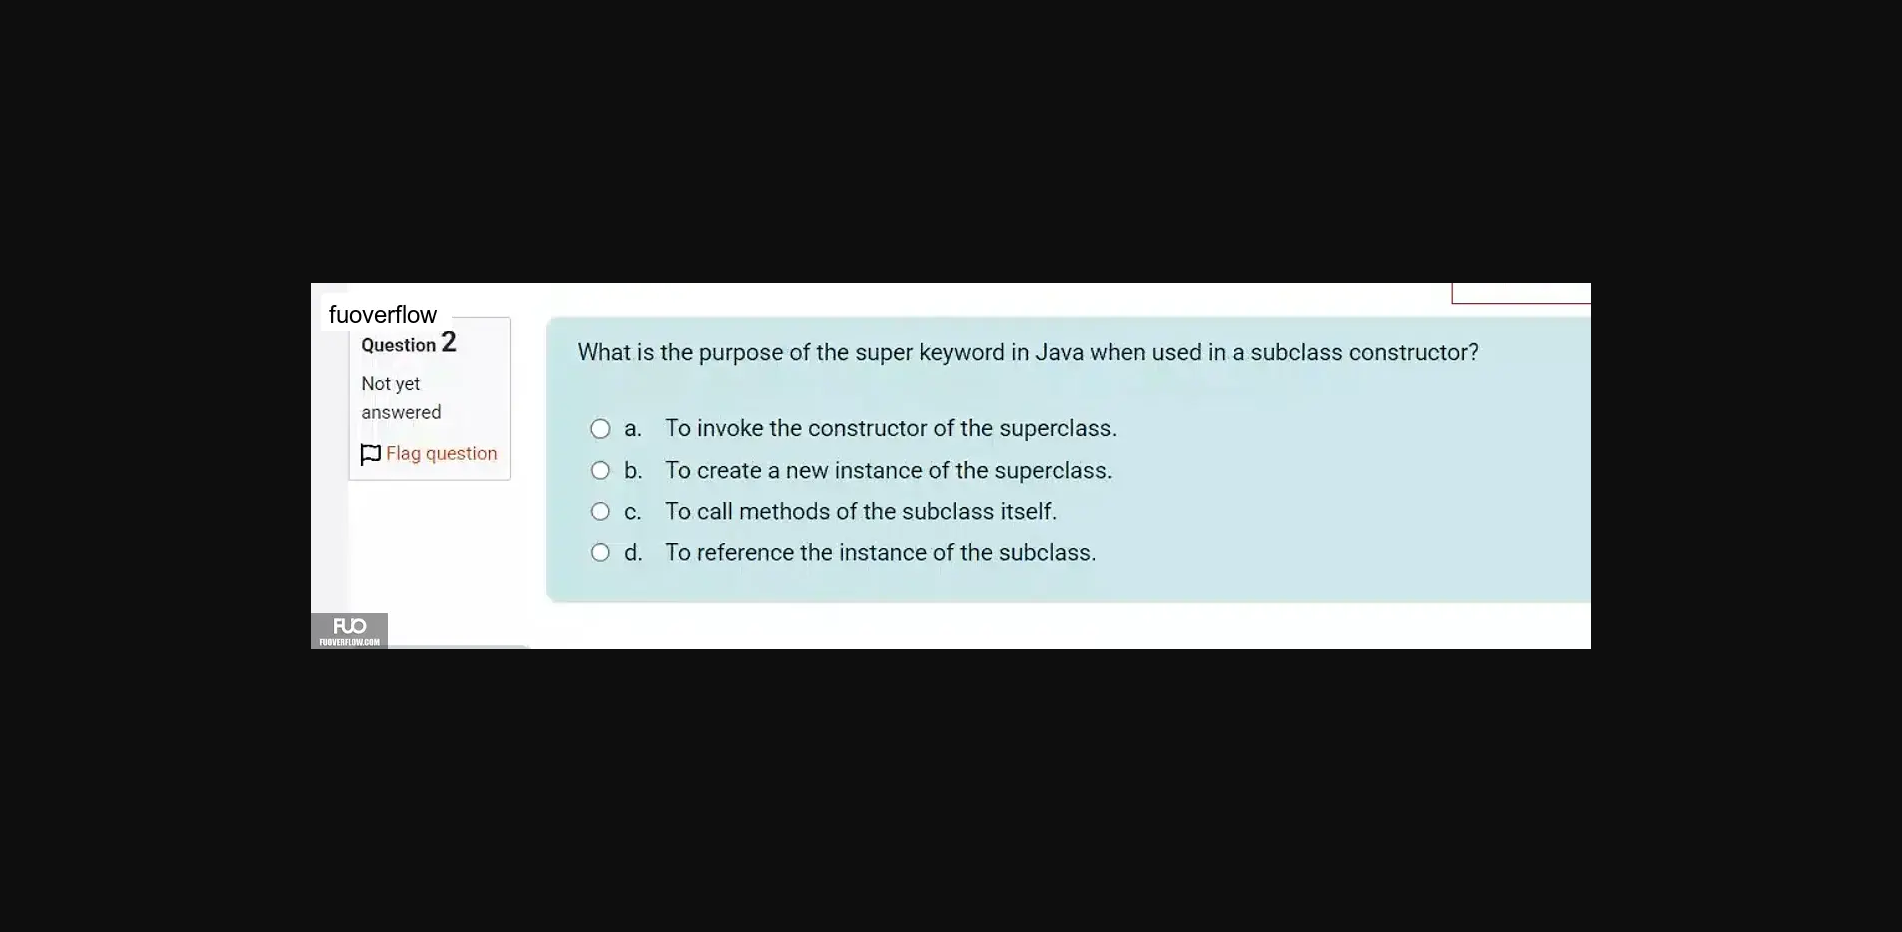 fuoverflow
Question 2
Not yet
answered
Flag question
What is the purpose of the super keyword in Java when used in a subclass constructor?
a. To invoke the constructor of the superclass.
b. To create a new instance of the superclass.
c. To call methods of the subclass itself.
d. To reference the instance of the subclass.
FUO
FUOVERFLOW.COM